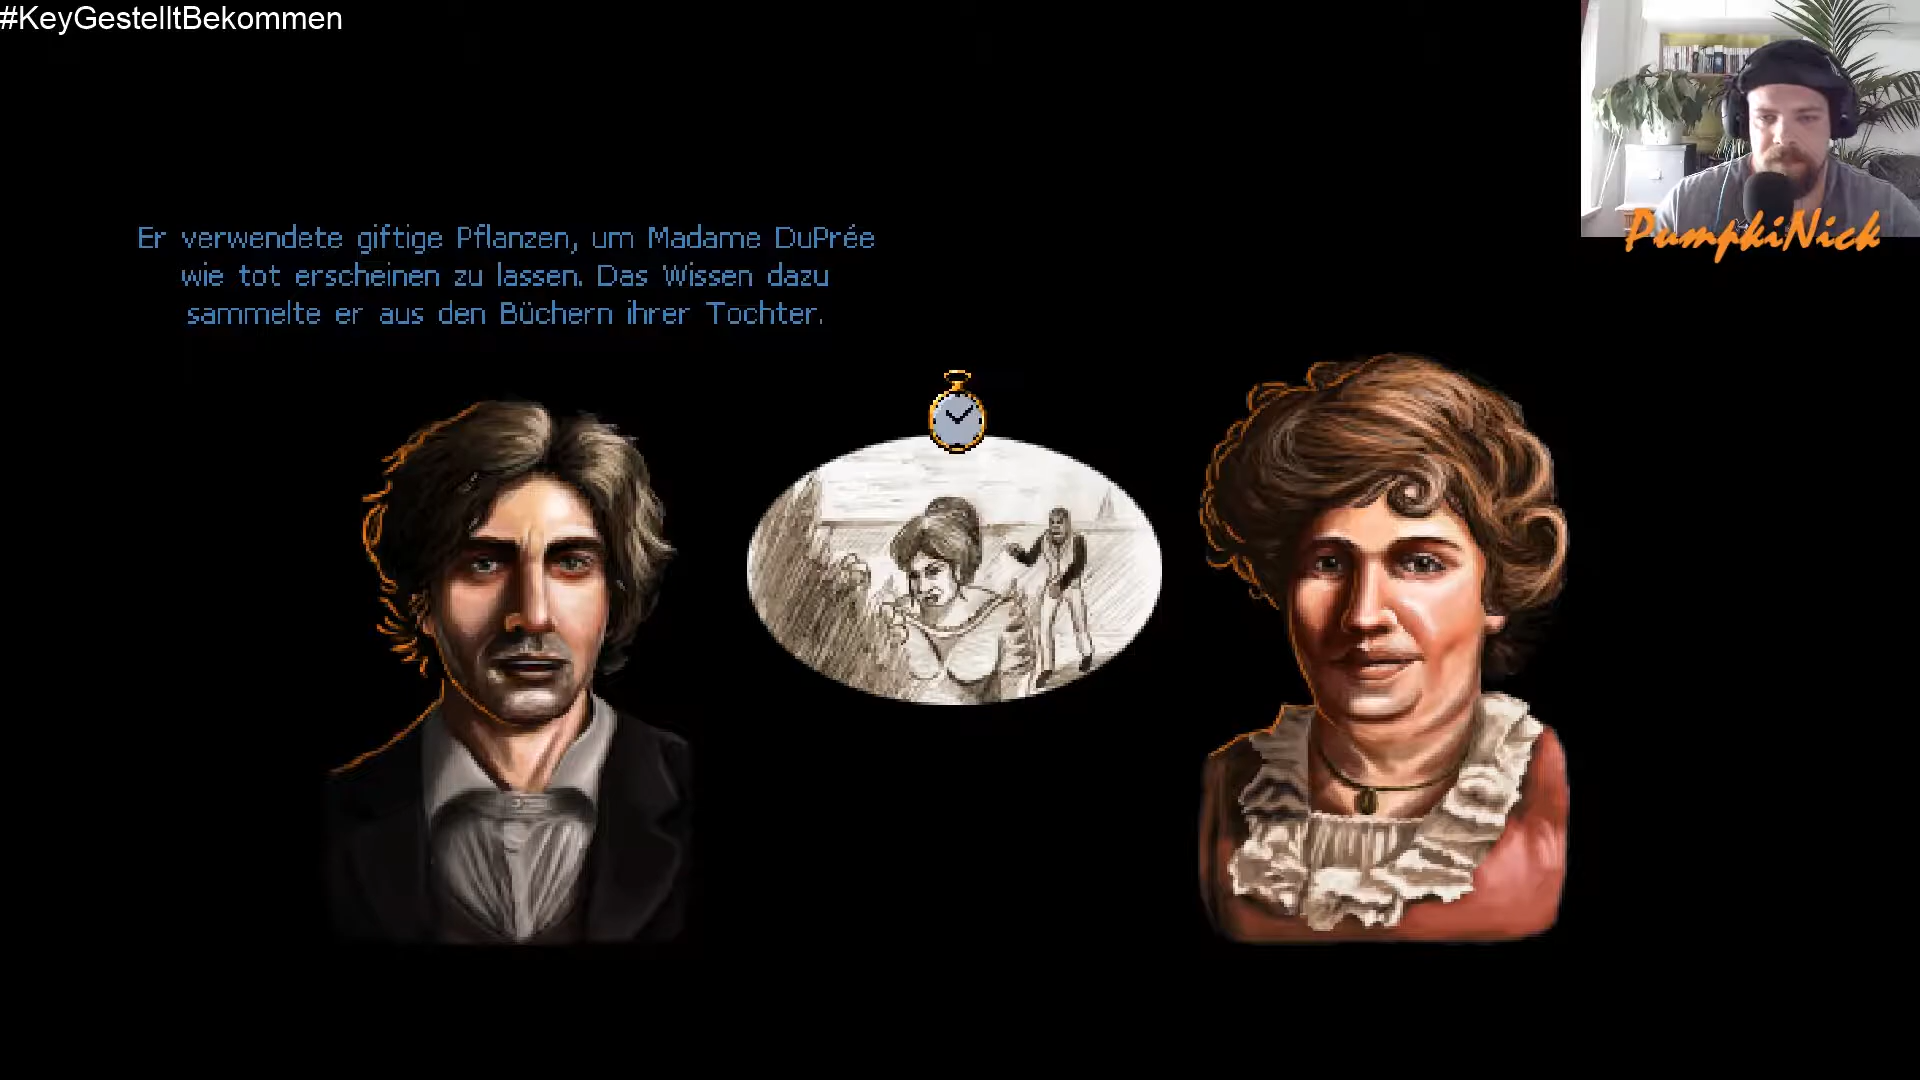 #KeyGestelltBekommen
PumpkiNick
Er verwendete giftige Pflanzen, um Madame DuPrée
wie tot erscheinen zu lassen. Das Wissen dazu
sammelte er aus den Büchern ihrer Tochter.